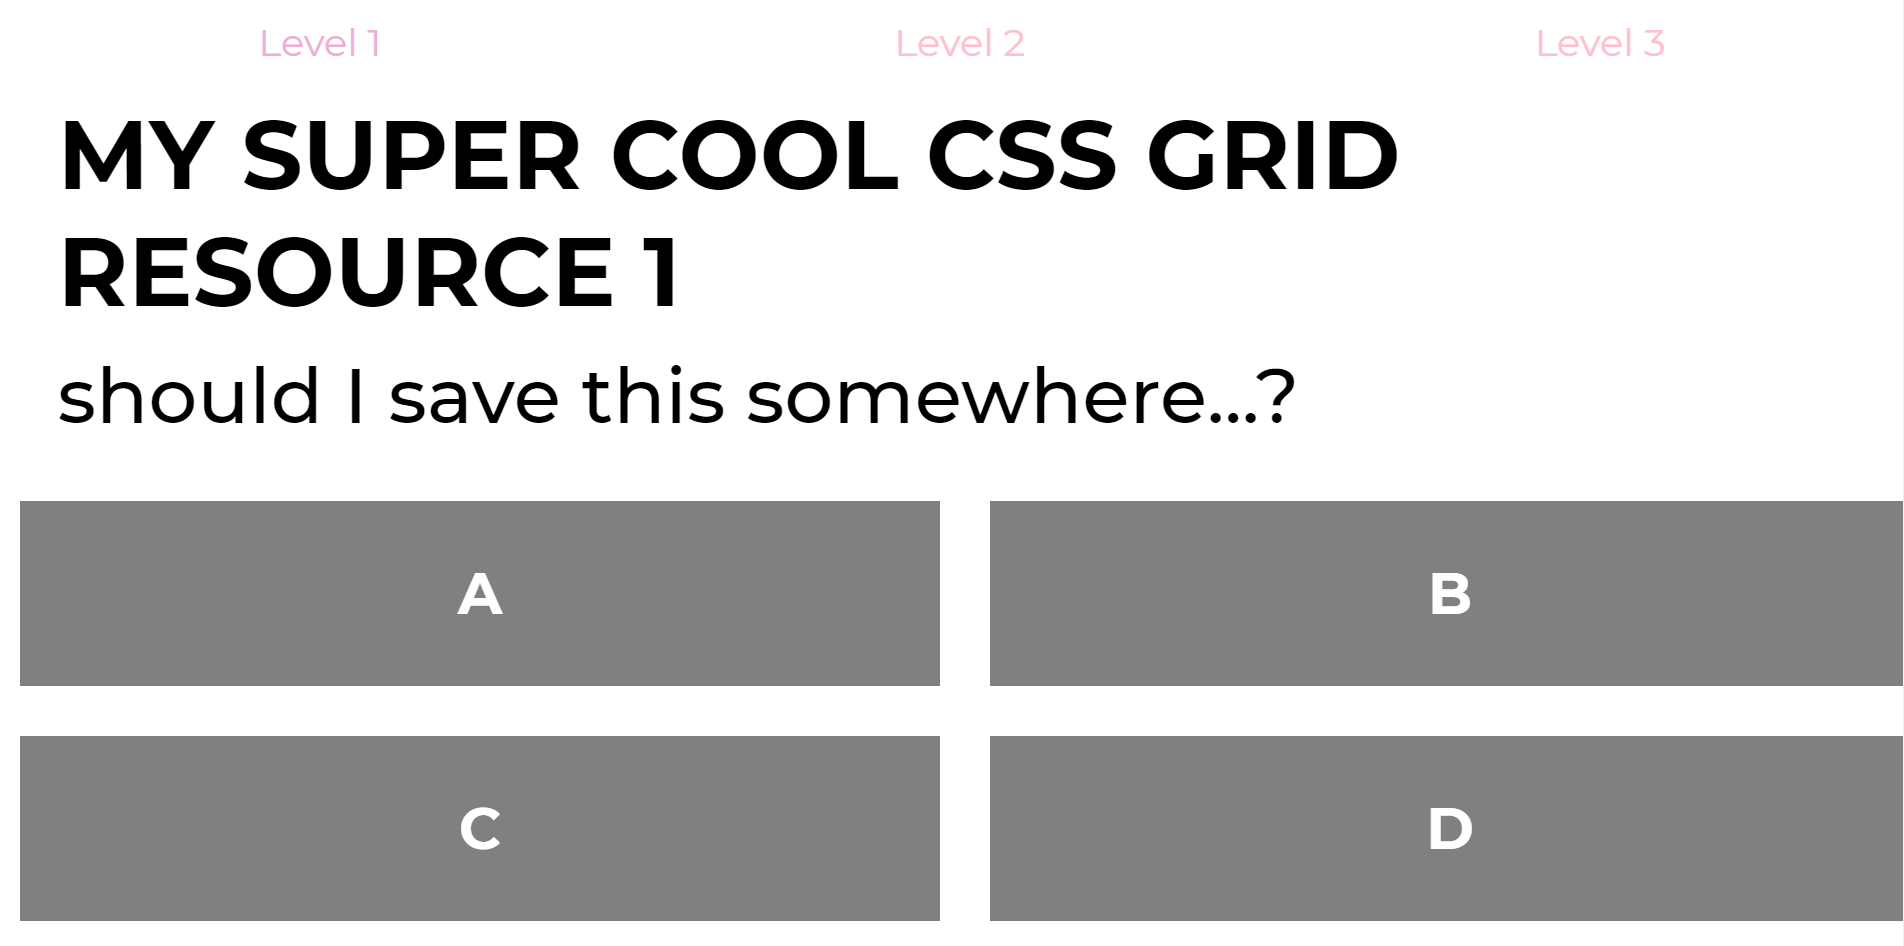 Level 1 Level 2 Level 3
MY SUPER COOL CSS GRID
RESOURCE 1
should I save this somewhere...?
A B
C D